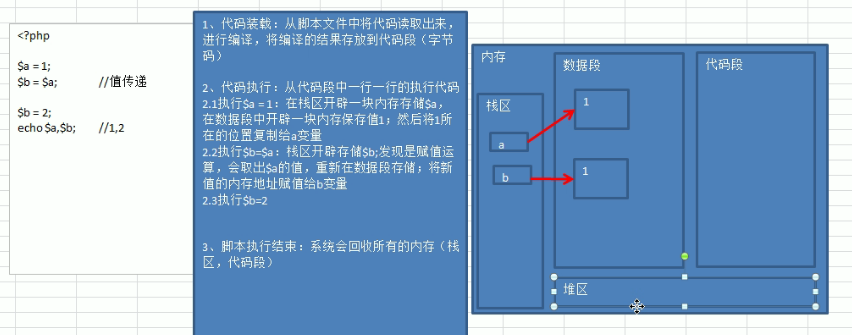 <?php
$a = 1;
$b = $a; //值传递
$b = 2;
echo $a,$b; //1,2
1、代码装载：从脚本文件中将代码读取出来，
进行编译，将编译的结果存放到代码段（字节
码）
2、代码执行：从代码段中一行一行的执行代码
2.1执行$a = 1：在栈区开辟一块内存存储$a，
在数据段中开辟一块内存保存值1；然后将1所
在的位置复制给a变量
2.2执行$b=$a：栈区开辟存储$b;发现是赋值运
算，会取出$a的值，重新在数据段存储；将新
值的内存地址赋值给b变量
2.3执行$b=2
3、脚本执行结束：系统会回收所有的内存（栈
区，代码段）
内存
栈区
a
b
数据段
1
1
代码段
堆区